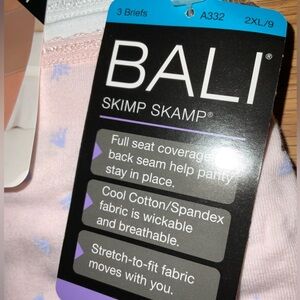 3 Briefs A332 2XL/9
BALI®
SKIMP SKAMP®
Full seat coverage
back seam help panty
stay in place.
Cool Cotton/Spandex
fabric is wickable
and breathable.
Stretch-to-fit fabric
moves with you.